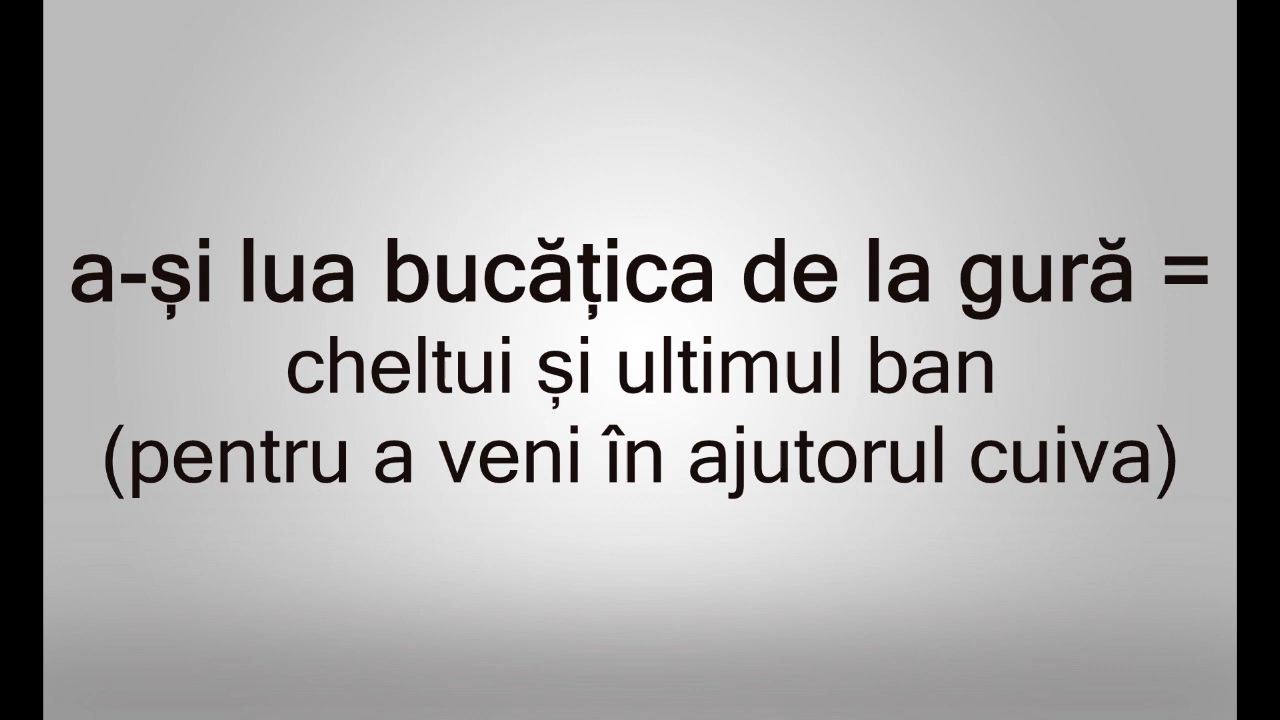 a-și lua bucățica de la gură =
cheltui și ultimul ban
(pentru a veni în ajutorul cuiva)